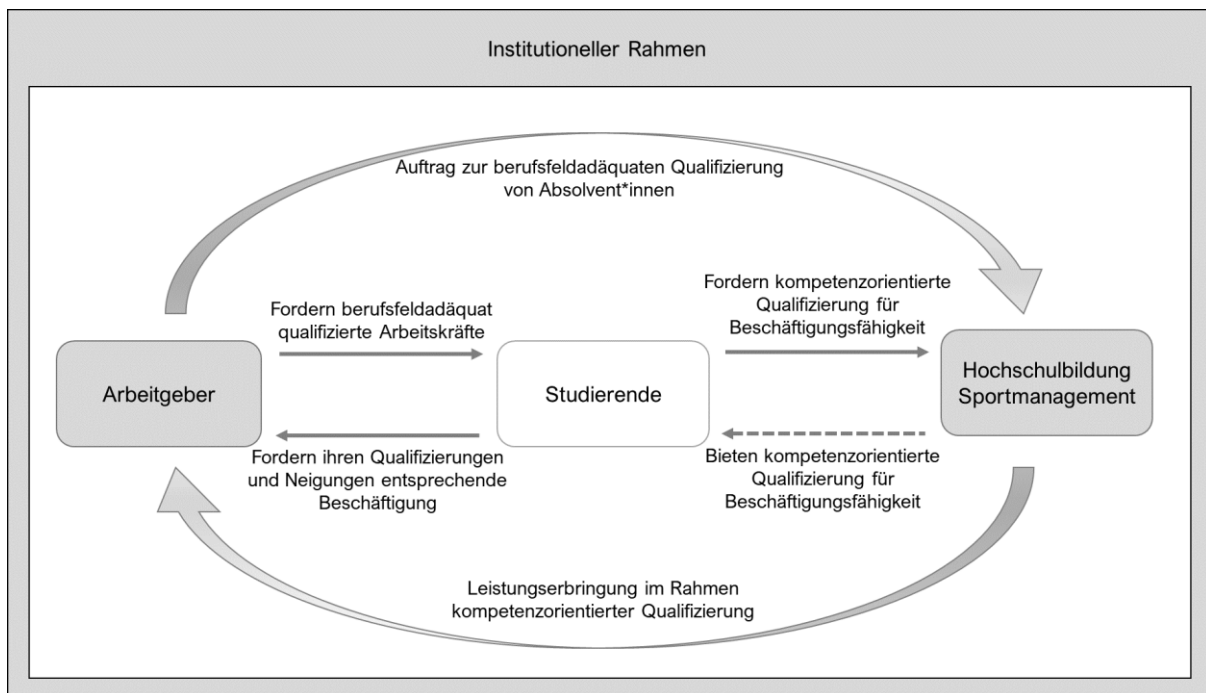 Institutioneller Rahmen
Auftrag zur berufsfeldadäquaten Qualifizierung
von Absolvent*innen
Fordern berufsfeldadäquat
qualifizierte Arbeitskräfte
Fordern kompetenzorientierte
Qualifizierung für
Beschäftigungsfähigkeit
Arbeitgeber
Studierende
Hochschulbildung
Sportmanagement
Fordern ihren Qualifizierungen
und Neigungen entsprechende
Beschäftigung
Bieten kompetenzorientierte
Qualifizierung für
Beschäftigungsfähigkeit
Leistungserbringung im Rahmen
kompetenzorientierter Qualifizierung